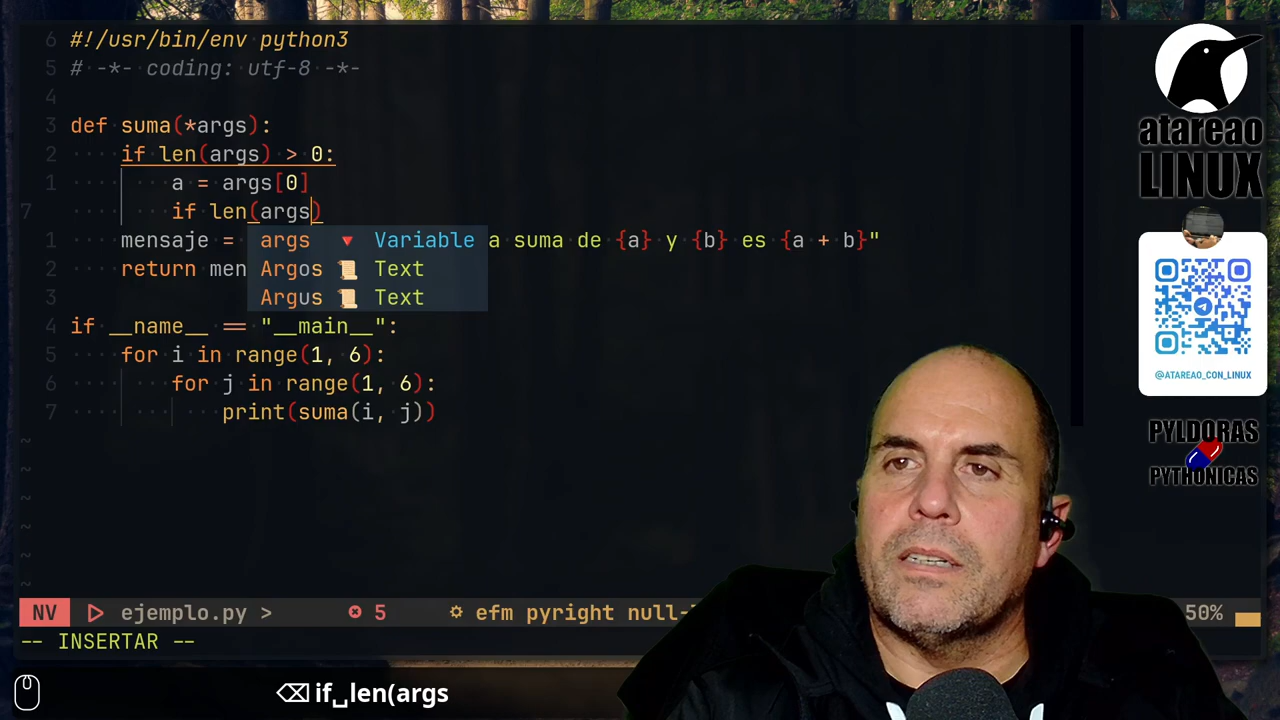 6 #!/usr/bin/env python3
5 # -*- coding: utf-8 -*-
4
3 def suma(*args):
2 if len(args) > 0:
1 a = args[0]
7 if len(args)
1 mensaje = a suma de {a} y {b} es {a + b}"
args Variable
2 return men
Argos Text
3
Argus Text
4 if __name__ == "__main__":
5 for i in range(1, 6):
6 for j in range(1, 6):
7 print(suma(i, j))
~
~
~
~
~
~
NV ejemplo.py > 5 efm pyright null- 50%
-- INSERTAR --
if␣len(args
atareao
LINUX
@ATAREAO_CON_LINUX
PYLDORAS
PYTHONICAS